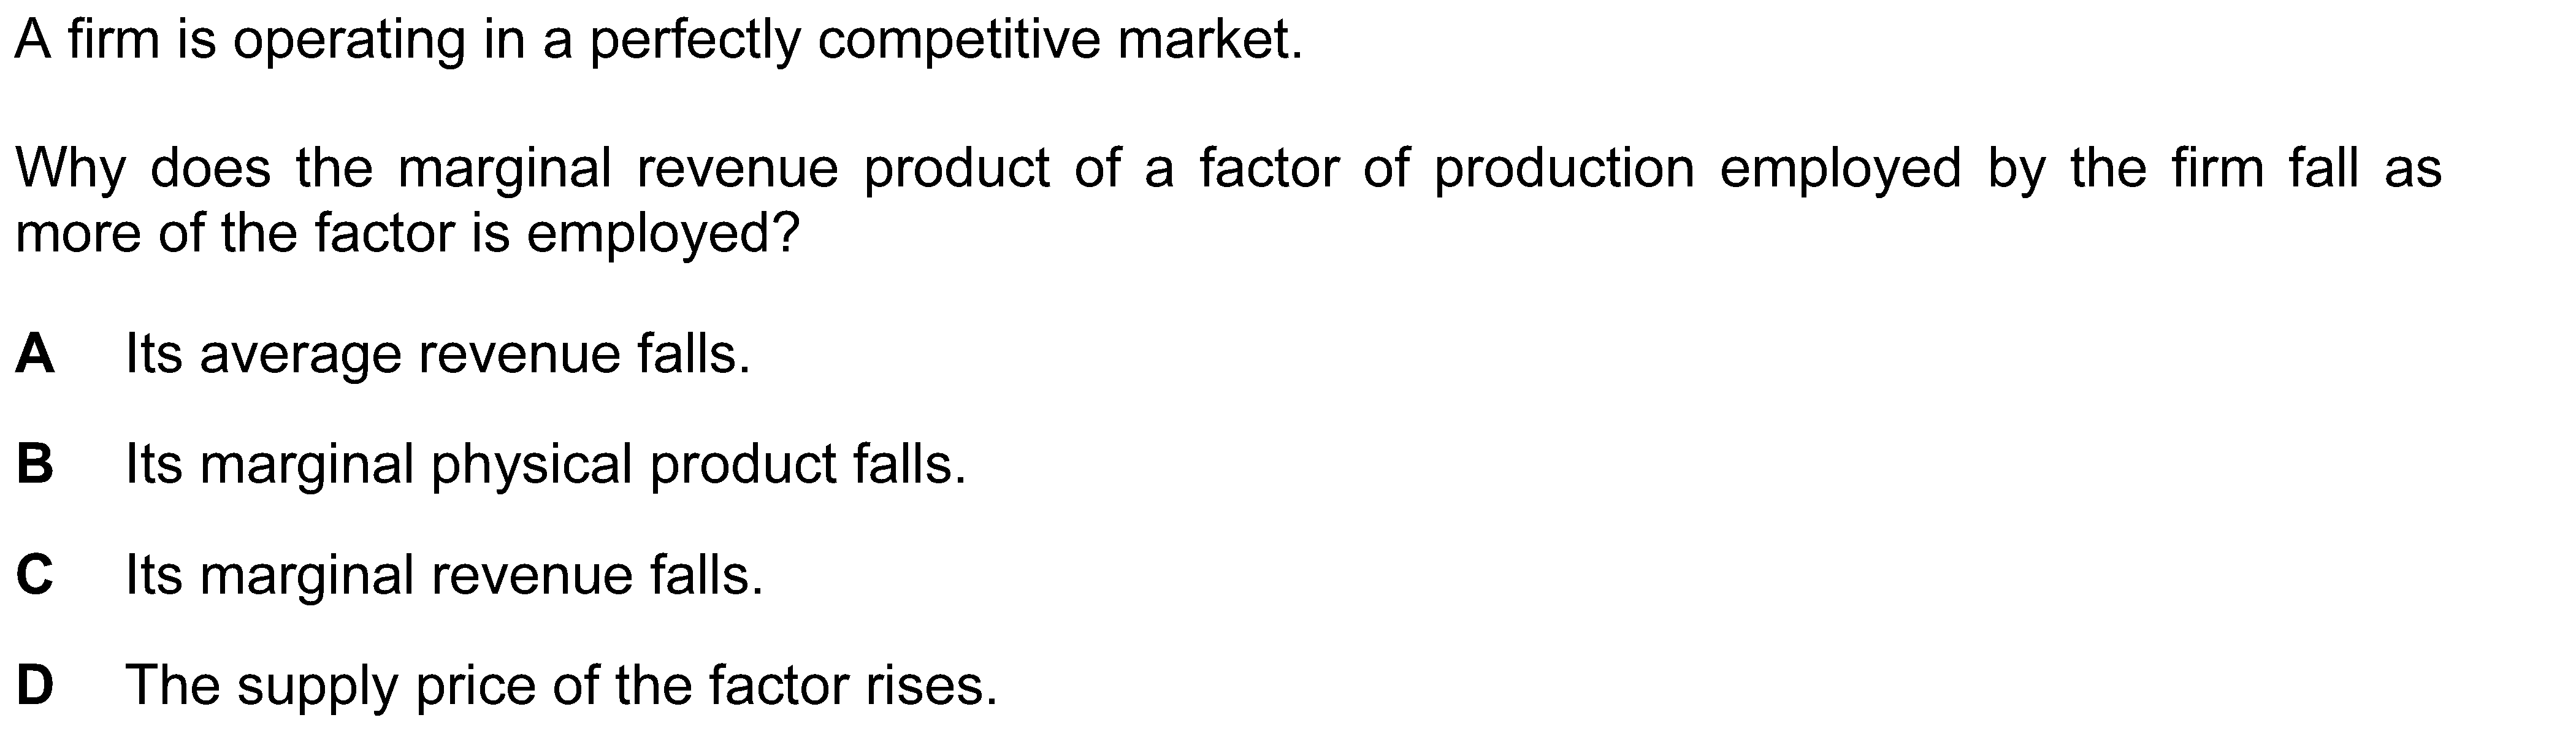 A firm is operating in a perfectly competitive market.
Why does the marginal revenue product of a factor of production employed by the firm fall as
more of the factor is employed?
A Its average revenue falls.
B Its marginal physical product falls.
C Its marginal revenue falls.
D The supply price of the factor rises.